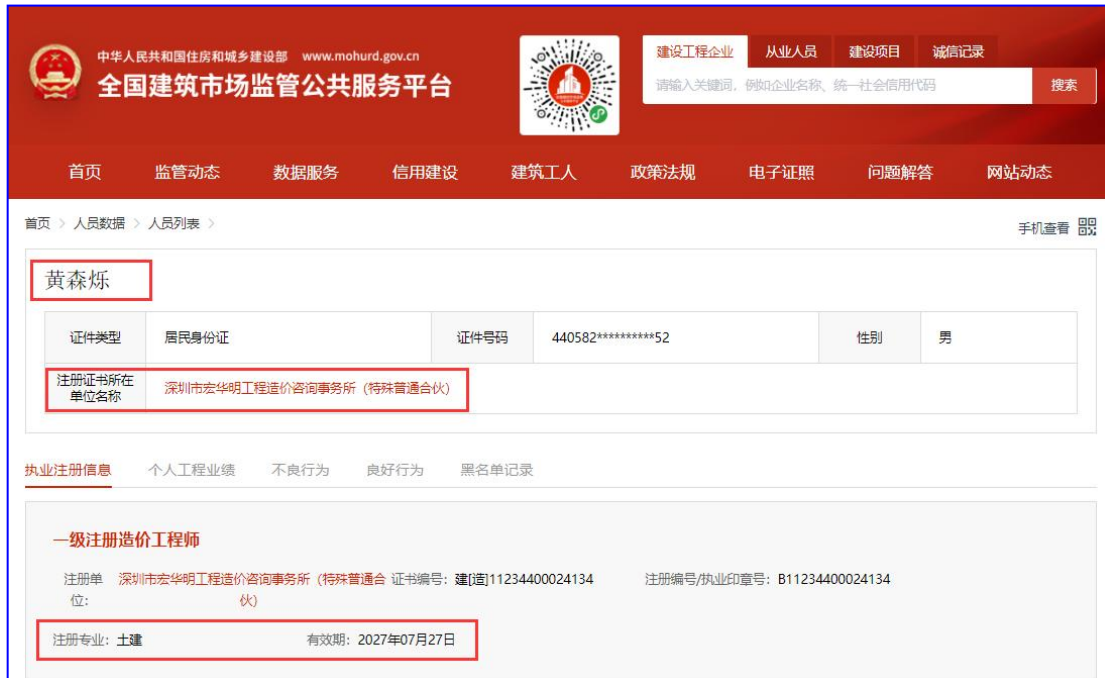 中华人民共和国住房和城乡建设部 www.mohurd.gov.cn
全国建筑市场监管公共服务平台
建设工程企业 从业人员 建设项目 诚信记录
请输入关键词，例如企业名称、统一社会信用代码 搜索
首页 监管动态 数据服务 信用建设 建筑工人 政策法规 电子证照 问题解答 网站动态
首页 > 人员数据 > 人员列表 >
手机查看
黄森烁
证件类型 居民身份证 证件号码 440582**********52 性别 男
注册证书所在
单位名称
深圳市宏华明工程造价咨询事务所（特殊普通合伙）
执业注册信息 个人工程业绩 不良行为 良好行为 黑名单记录
一级注册造价工程师
注册单 深圳市宏华明工程造价咨询事务所（特殊普通合 证书编号：建[造]11234400024134 注册编号/执业印章号：B11234400024134
位： 伙）
注册专业：土建 有效期：2027年07月27日